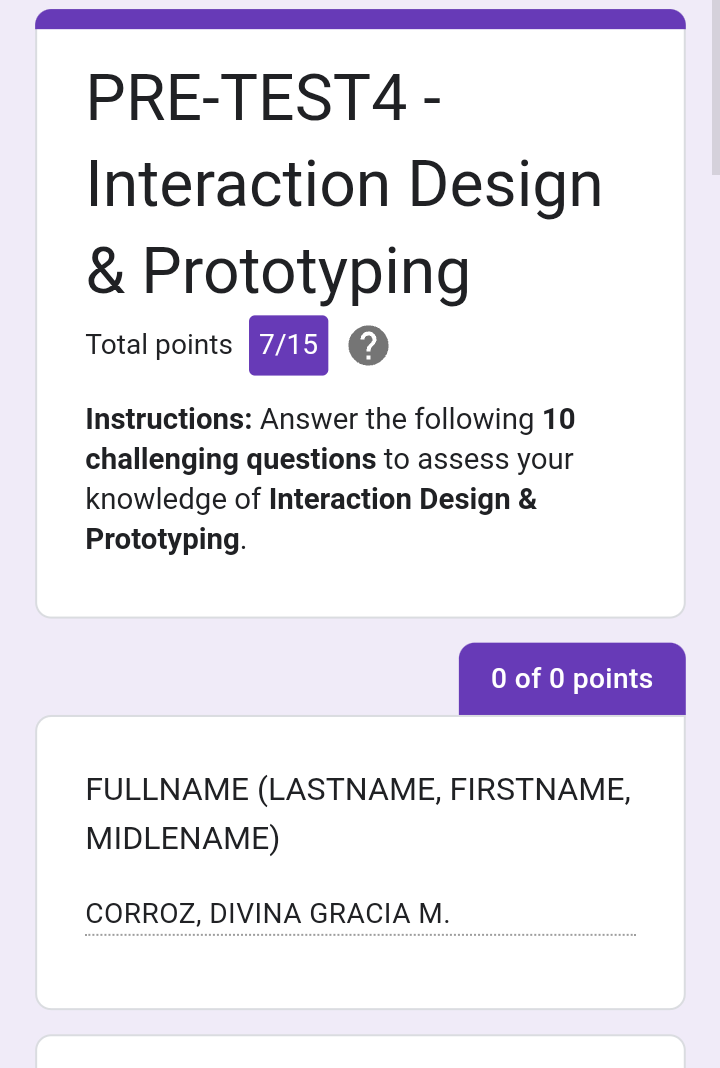 PRE-TEST4 -
Interaction Design
& Prototyping
Total points 7/15 ?
Instructions: Answer the following 10
challenging questions to assess your
knowledge of Interaction Design &
Prototyping.
0 of 0 points
FULLNAME (LASTNAME, FIRSTNAME,
MIDLENAME)
CORROZ, DIVINA GRACIA M.